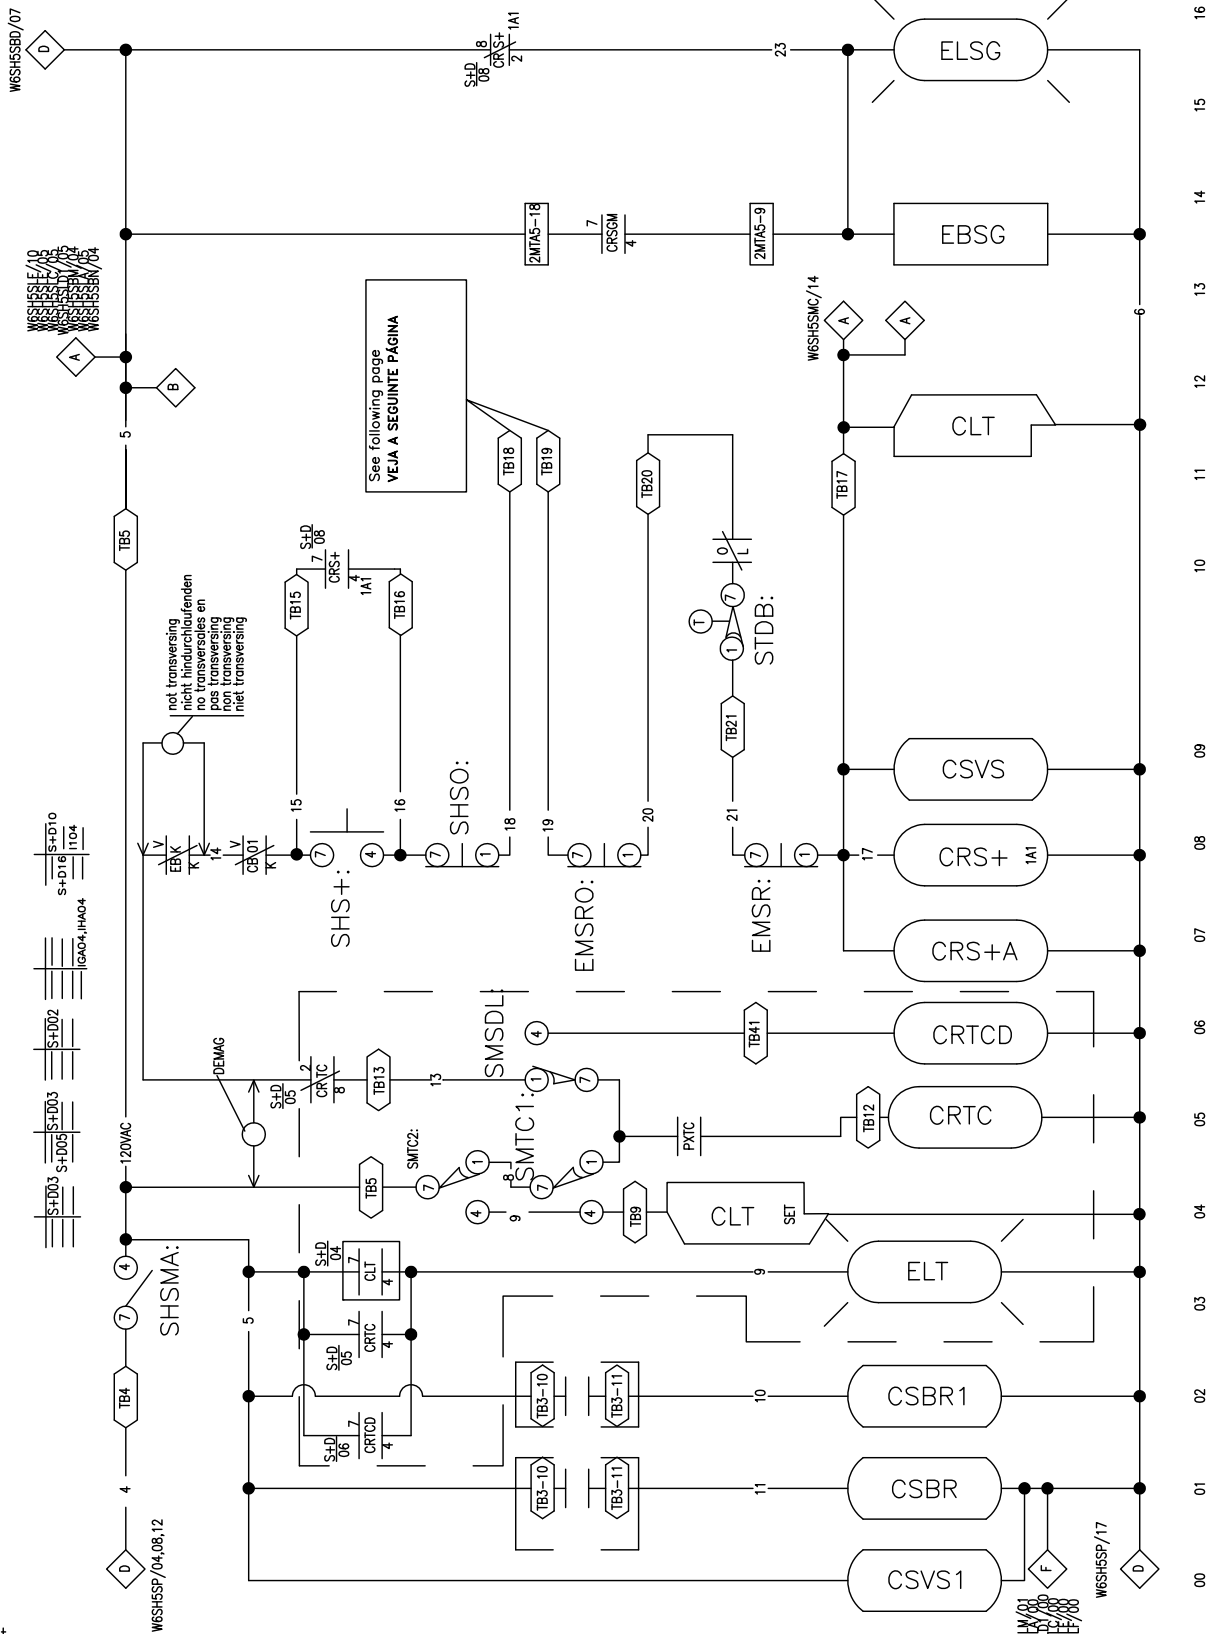 00
01
02
03
04
05
06
07
08
09
10
11
12
13
14
15
16
W6SH5SP/04,08,12
D
4
TB4
7
4
SHSMA:
120VAC
TB5
5
B
A
W6SH5SLE/10
W6SH5SBN/04
D
W6SH5SBD/07
S+D03
S+D03
S+D05
S+D02
IGA04,IHA04
S+D10
S+D16
1104
5
S+D
06
7
CRTCD
4
S+D
05
7
CRTC
4
S+D
04
7
CLT
4
TB3-10
TB3-11
11
CSBR
TB3-10
TB3-11
10
CSBR1
CSVS1
9
ELT
DEMAG
TB5
7
SMTC2:
1
4
8
9
7
SMTC1:
1
4
TB9
CLT
SET
S+D
05
2
CRTC
8
TB13
13
1
SMSDL:
7
4
PXTC
TB12
CRTC
TB41
CRTCD
not transversing
nicht hindurchlaufenden
no transversales en
pas transversing
non transversing
niet transversing
V
EBVK
K
14
V
CBV01
K
7
SHS+:
4
15
TB15
S+D
08
7
CRS+
4
1A1
16
TB16
7
SHSO:
1
18
TB18
See following page
VEJA A SEGUINTE PÁGINA
19
TB19
7
EMSRO:
1
20
TB20
O
L
T
7
1
STDB:
TB21
21
7
EMSR:
1
17
TB17
CRS+A
CRS+
1A1
CSVS
CLT
A
A
W6SH5SMC/14
2MTA5-18
7
CRSGM
4
2MTA5-9
EBSG
S+D
08
8
CRS+
2
1A1
23
ELSG
6
F
D
W6SH5SP/17